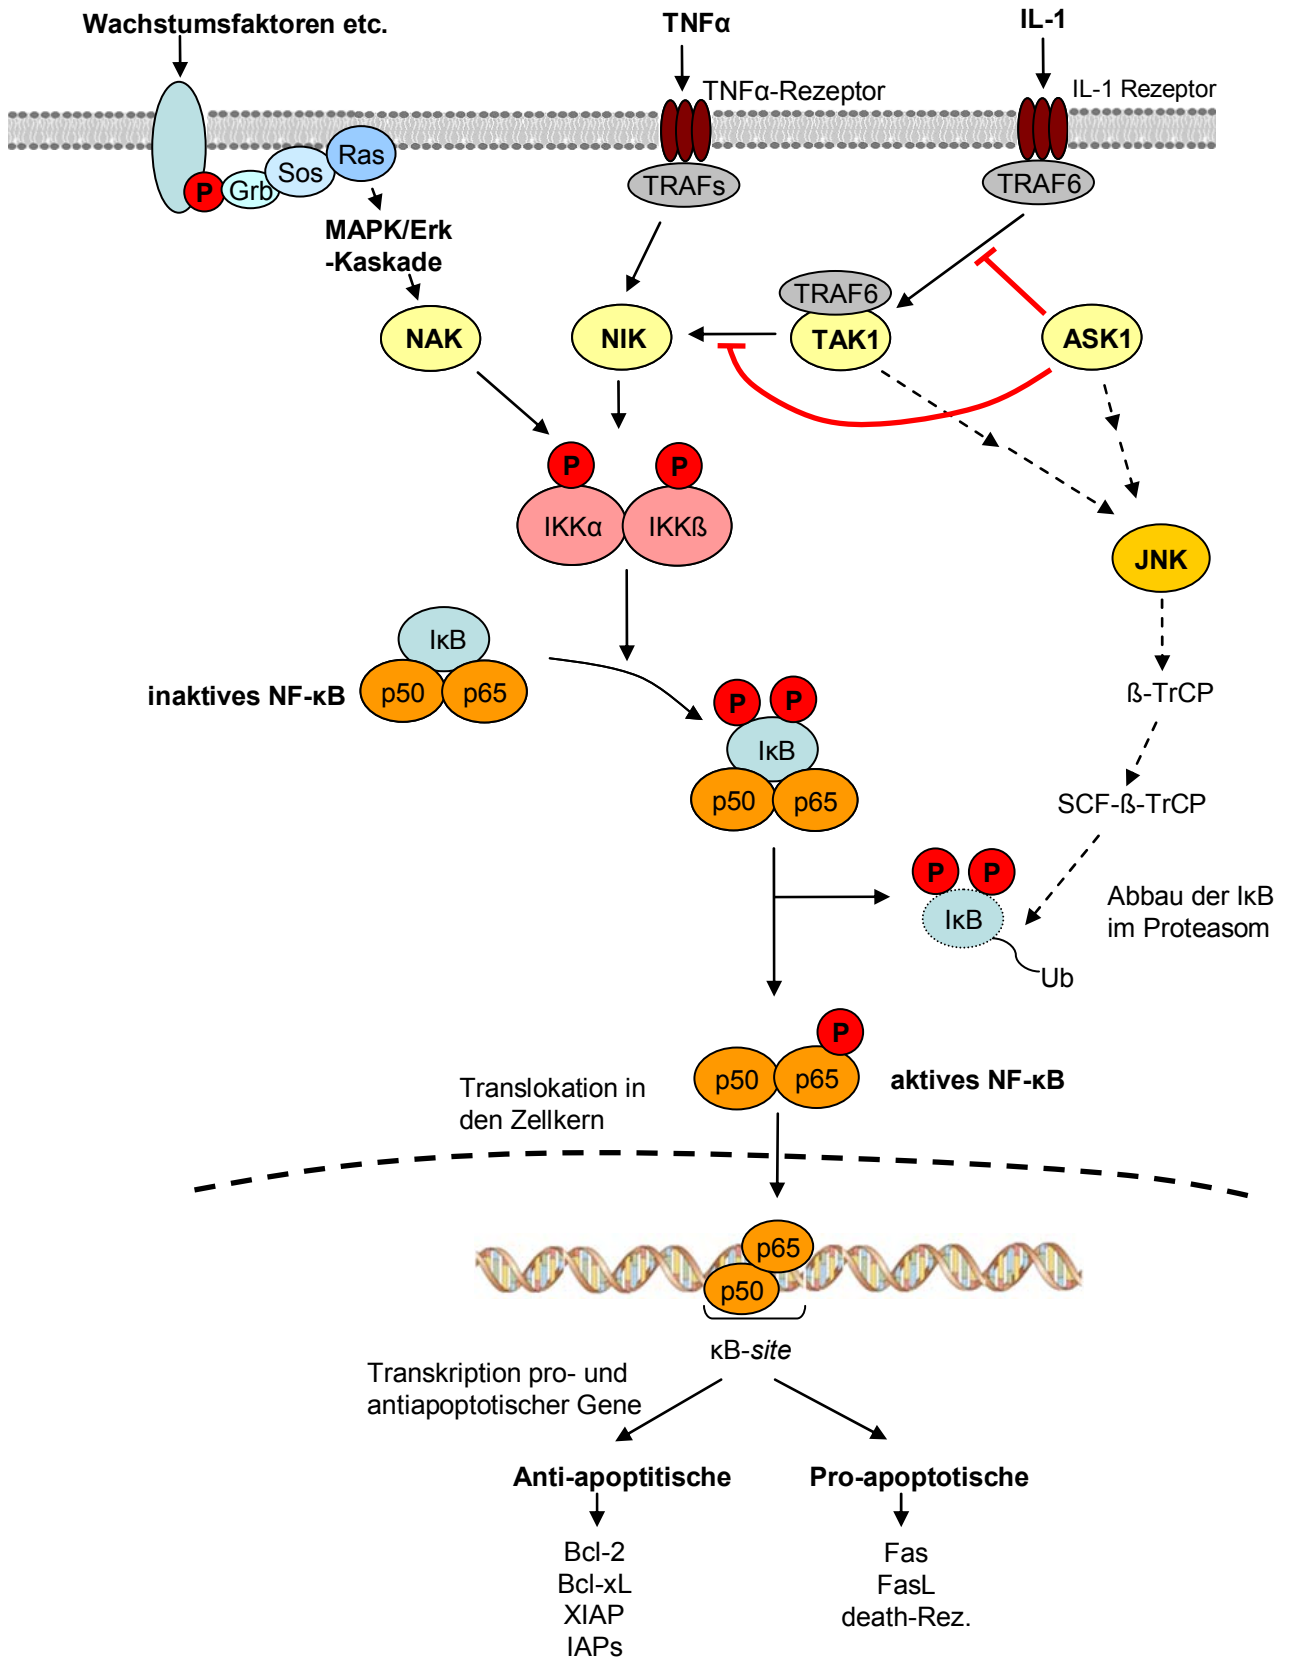 Wachstumsfaktoren etc.
TNFα
IL-1
TNFα-Rezeptor
IL-1 Rezeptor
P
Grb
Sos
Ras
TRAFs
TRAF6
MAPK/Erk
-Kaskade
TRAF6
NAK
NIK
TAK1
ASK1
P
P
IKKα
IKKß
JNK
IκB
p50
p65
inaktives NF-κB
P
P
IκB
p50
p65
ß-TrCP
SCF-ß-TrCP
P
P
IκB
Ub
Abbau der IκB
im Proteasom
P
p50
p65
aktives NF-κB
Translokation in
den Zellkern
p65
p50
κB-site
Transkription pro- und
antiapoptotischer Gene
Anti-apoptitische
Pro-apoptotische
Bcl-2
Bcl-xL
XIAP
IAPs
Fas
FasL
death-Rez.